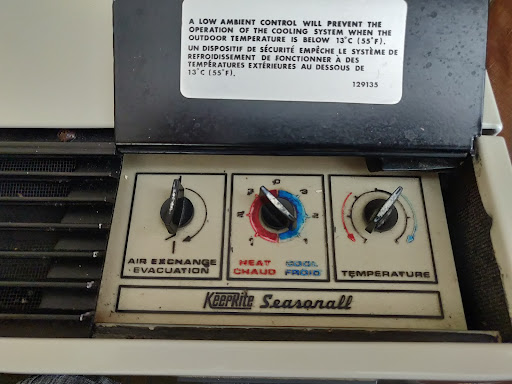 A LOW AMBIENT CONTROL WILL PREVENT THE
OPERATION OF THE COOLING SYSTEM WHEN THE
OUTDOOR TEMPERATURE IS BELOW 13°C (55°F).
UN DISPOSITIF DE SÉCURITÉ EMPÊCHE LE SYSTÈME DE
REFROIDISSEMENT DE FONCTIONNER À DES
TEMPÉRATURES EXTÉRIEURES AU DESSOUS DE
13°C (55°F).
129135
AIR EXCHANGE
EVACUATION
HEAT COOL
CHAUD FROID
TEMPERATURE
KeepRite Seasonall